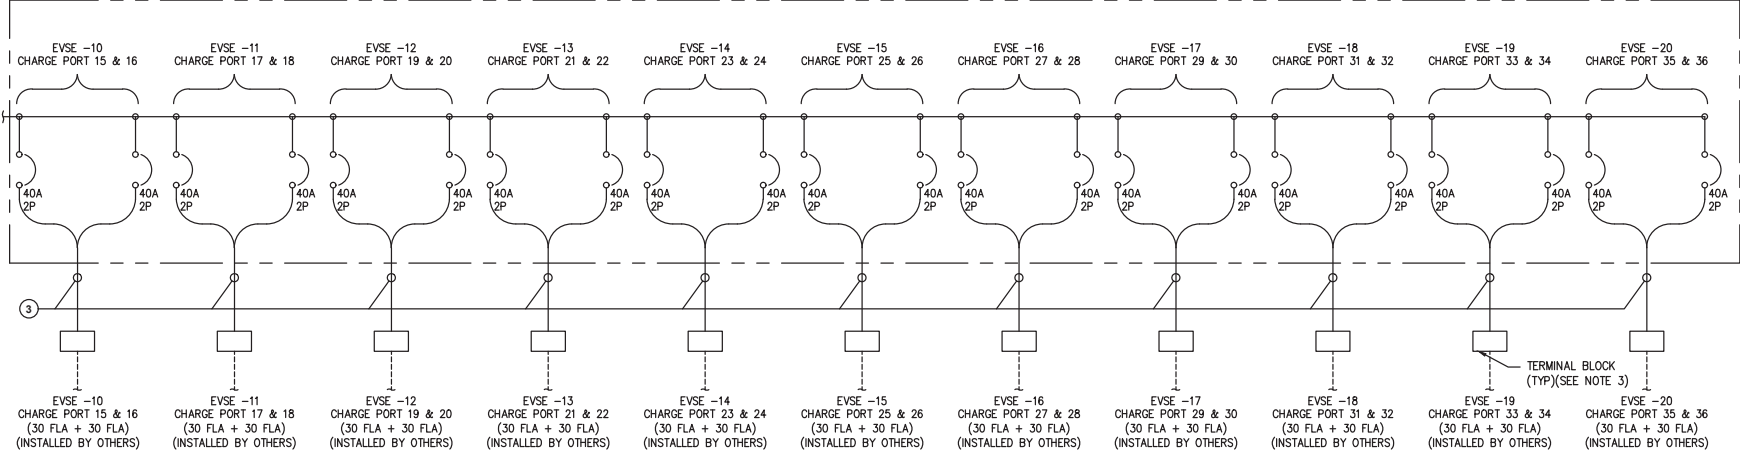 EVSE -10
CHARGE PORT 15 & 16
EVSE -11
CHARGE PORT 17 & 18
EVSE -12
CHARGE PORT 19 & 20
EVSE -13
CHARGE PORT 21 & 22
EVSE -14
CHARGE PORT 23 & 24
EVSE -15
CHARGE PORT 25 & 26
EVSE -16
CHARGE PORT 27 & 28
EVSE -17
CHARGE PORT 29 & 30
EVSE -18
CHARGE PORT 31 & 32
EVSE -19
CHARGE PORT 33 & 34
EVSE -20
CHARGE PORT 35 & 36
40A
2P
40A
2P
40A
2P
40A
2P
40A
2P
40A
2P
40A
2P
40A
2P
40A
2P
40A
2P
40A
2P
40A
2P
40A
2P
40A
2P
40A
2P
40A
2P
40A
2P
40A
2P
40A
2P
40A
2P
40A
2P
40A
2P
3
TERMINAL BLOCK
(TYP)(SEE NOTE 3)
EVSE -10
CHARGE PORT 15 & 16
(30 FLA + 30 FLA)
(INSTALLED BY OTHERS)
EVSE -11
CHARGE PORT 17 & 18
(30 FLA + 30 FLA)
(INSTALLED BY OTHERS)
EVSE -12
CHARGE PORT 19 & 20
(30 FLA + 30 FLA)
(INSTALLED BY OTHERS)
EVSE -13
CHARGE PORT 21 & 22
(30 FLA + 30 FLA)
(INSTALLED BY OTHERS)
EVSE -14
CHARGE PORT 23 & 24
(30 FLA + 30 FLA)
(INSTALLED BY OTHERS)
EVSE -15
CHARGE PORT 25 & 26
(30 FLA + 30 FLA)
(INSTALLED BY OTHERS)
EVSE -16
CHARGE PORT 27 & 28
(30 FLA + 30 FLA)
(INSTALLED BY OTHERS)
EVSE -17
CHARGE PORT 29 & 30
(30 FLA + 30 FLA)
(INSTALLED BY OTHERS)
EVSE -18
CHARGE PORT 31 & 32
(30 FLA + 30 FLA)
(INSTALLED BY OTHERS)
EVSE -19
CHARGE PORT 33 & 34
(30 FLA + 30 FLA)
(INSTALLED BY OTHERS)
EVSE -20
CHARGE PORT 35 & 36
(30 FLA + 30 FLA)
(INSTALLED BY OTHERS)